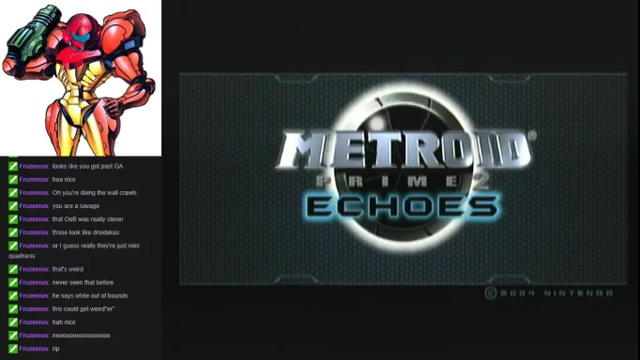 METROID®
PRIME 2
ECHOES
© 2004 NINTENDO
Fruzenius: looks like you got past GA
Fruzenius: hoa nice
Fruzenius: Oh you're doing the wall crawls
Fruzenius: you are a savage
Fruzenius: that OoB was really clever
Fruzenius: those look like droidekas
Fruzenius: or I guess really they're just mini
quadraxis
Fruzenius: that's weird
Fruzenius: never seen that before
Fruzenius: he says while out of bounds
Fruzenius: this could get weird"er"
Fruzenius: hah nice
Fruzenius: nooooooooooooooo
Fruzenius: rip